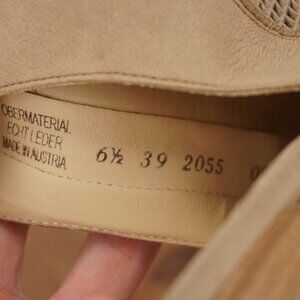 OBERMATERIAL
ECHT LEDER
MADE IN AUSTRIA
6½ 39 2055